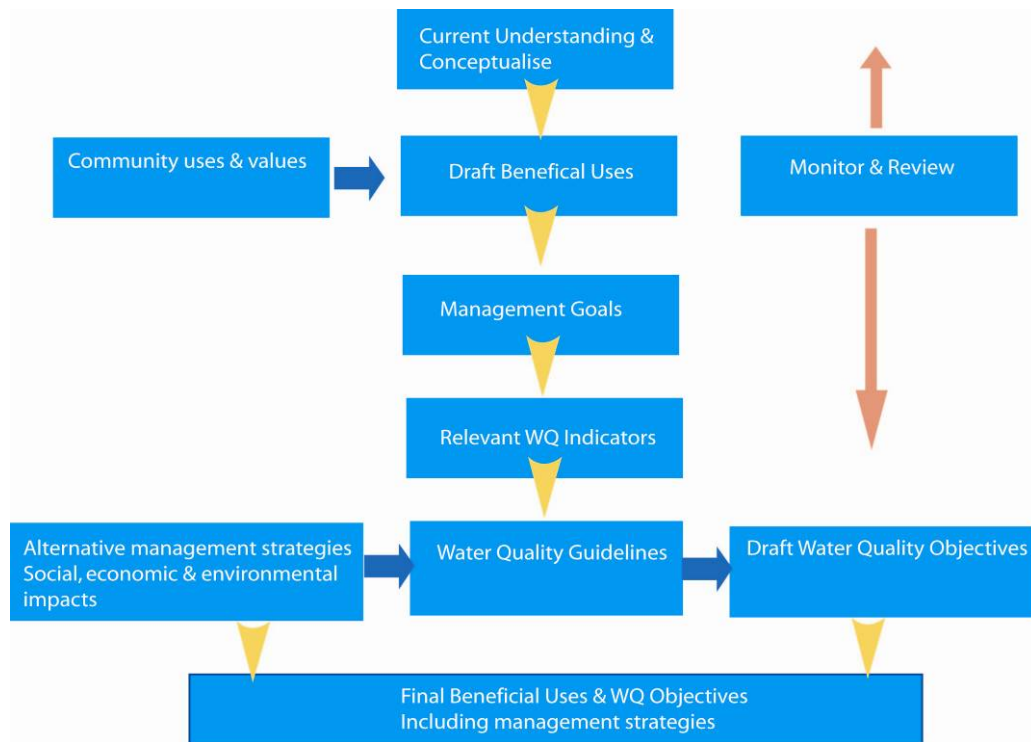 Current Understanding &
Conceptualise
Community uses & values
Draft Benefical Uses
Monitor & Review
Management Goals
Relevant WQ Indicators
Alternative management strategies
Social, economic & environmental
impacts
Water Quality Guidelines
Draft Water Quality Objectives
Final Beneficial Uses & WQ Objectives
Including management strategies